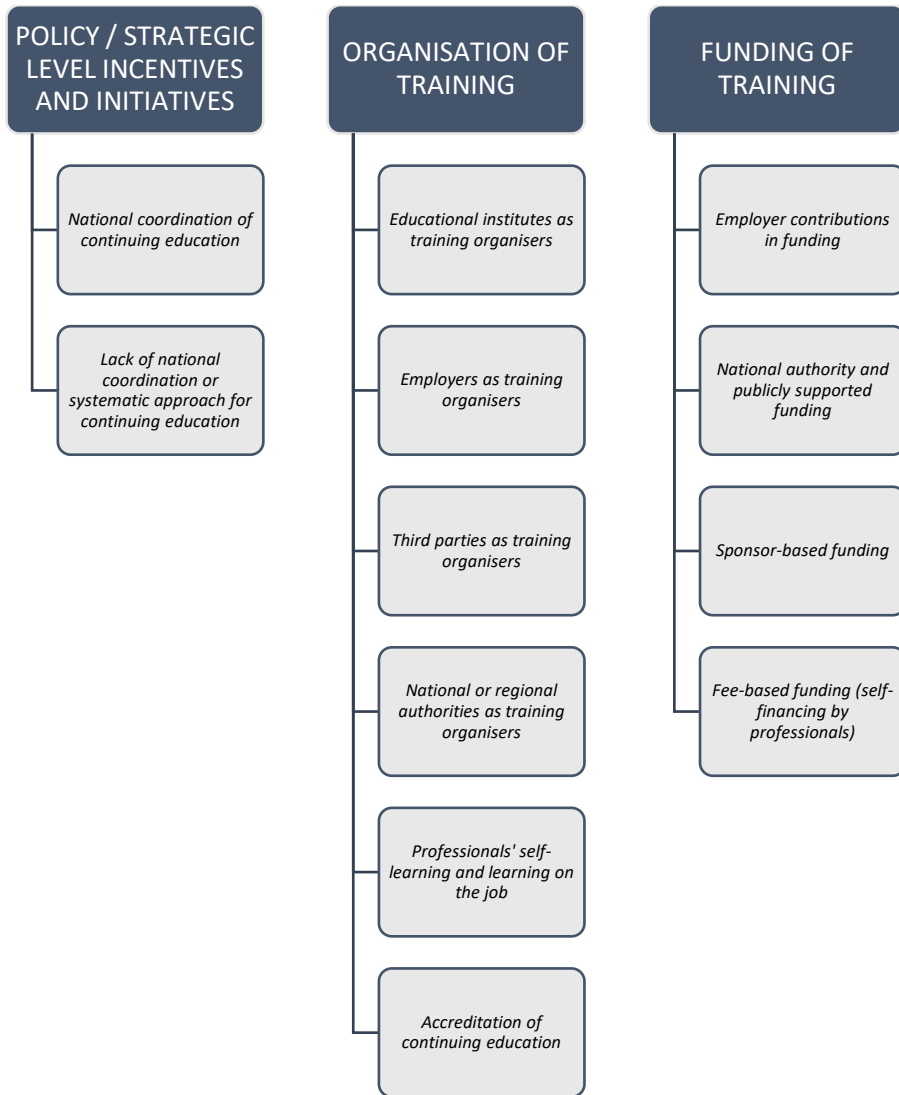 POLICY / STRATEGIC
LEVEL INCENTIVES
AND INITIATIVES
National coordination of
continuing education
Lack of national
coordination or
systematic approach for
continuing education
ORGANISATION OF
TRAINING
Educational institutes as
training organisers
Employers as training
organisers
Third parties as training
organisers
National or regional
authorities as training
organisers
Professionals' self-
learning and learning on
the job
Accreditation of
continuing education
FUNDING OF
TRAINING
Employer contributions
in funding
National authority and
publicly supported
funding
Sponsor-based funding
Fee-based funding (self-
financing by
professionals)